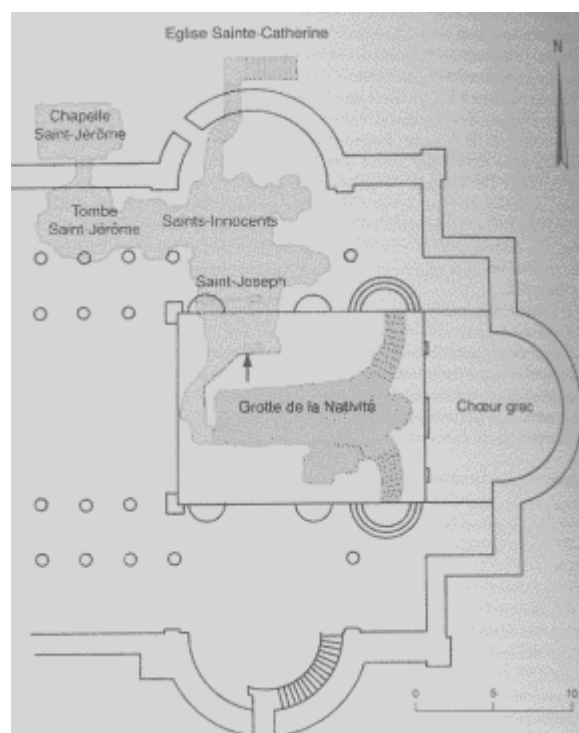 Eglise Sainte-Catherine
N
Chapelle
Saint-Jérôme
Tombe
Saint Jérôme
Saints-Innocents
Saint-Joseph
Grotte de la Nativité
Chœur grec
0 5 10